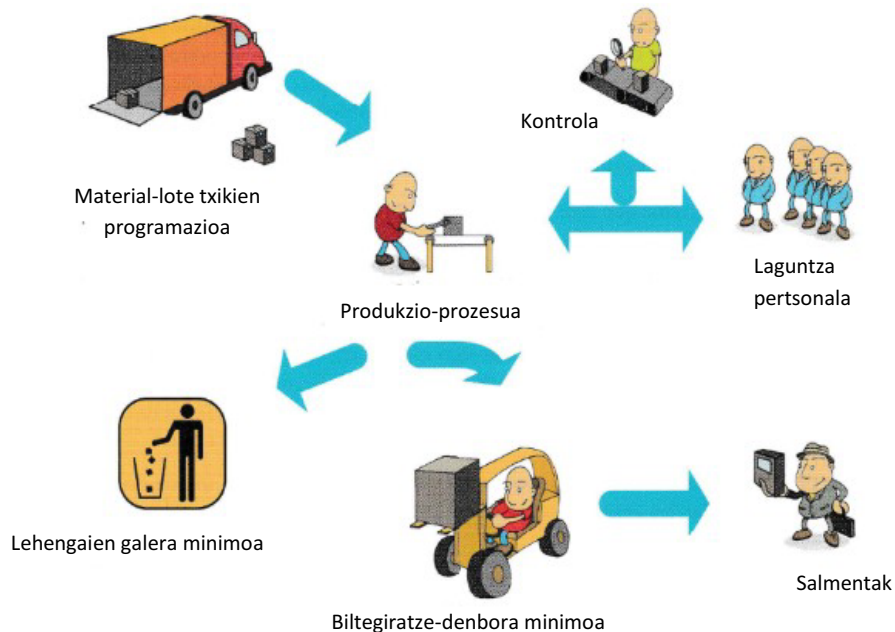 Kontrola
Material-lote txikien
programazioa
Laguntza
pertsonala
Produkzio-prozesua
Lehengaien galera minimoa
Salmentak
Biltegiratze-denbora minimoa